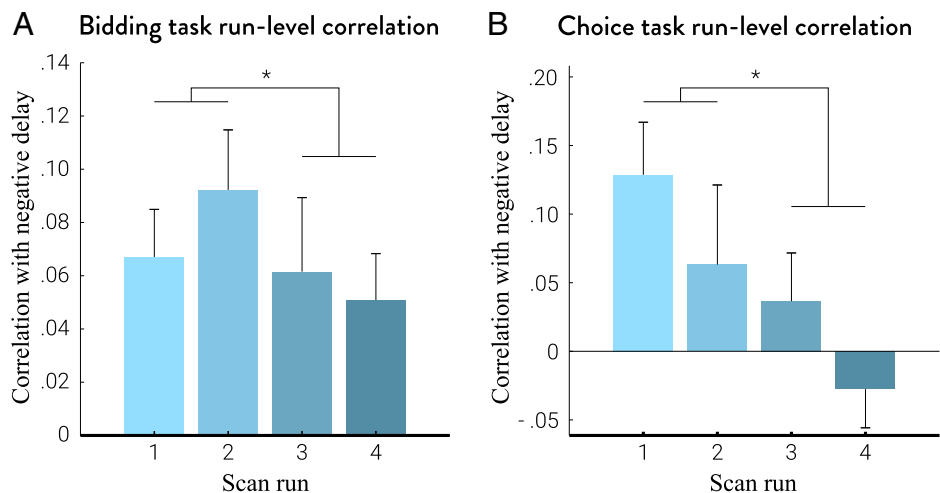 A Bidding task run-level correlation
Correlation with negative delay
.14
.12
.10
.08
.06
.04
.02
0
*
1 2 3 4
Scan run
B Choice task run-level correlation
Correlation with negative delay
.20
.15
.10
.05
0
- .05
*
1 2 3 4
Scan run